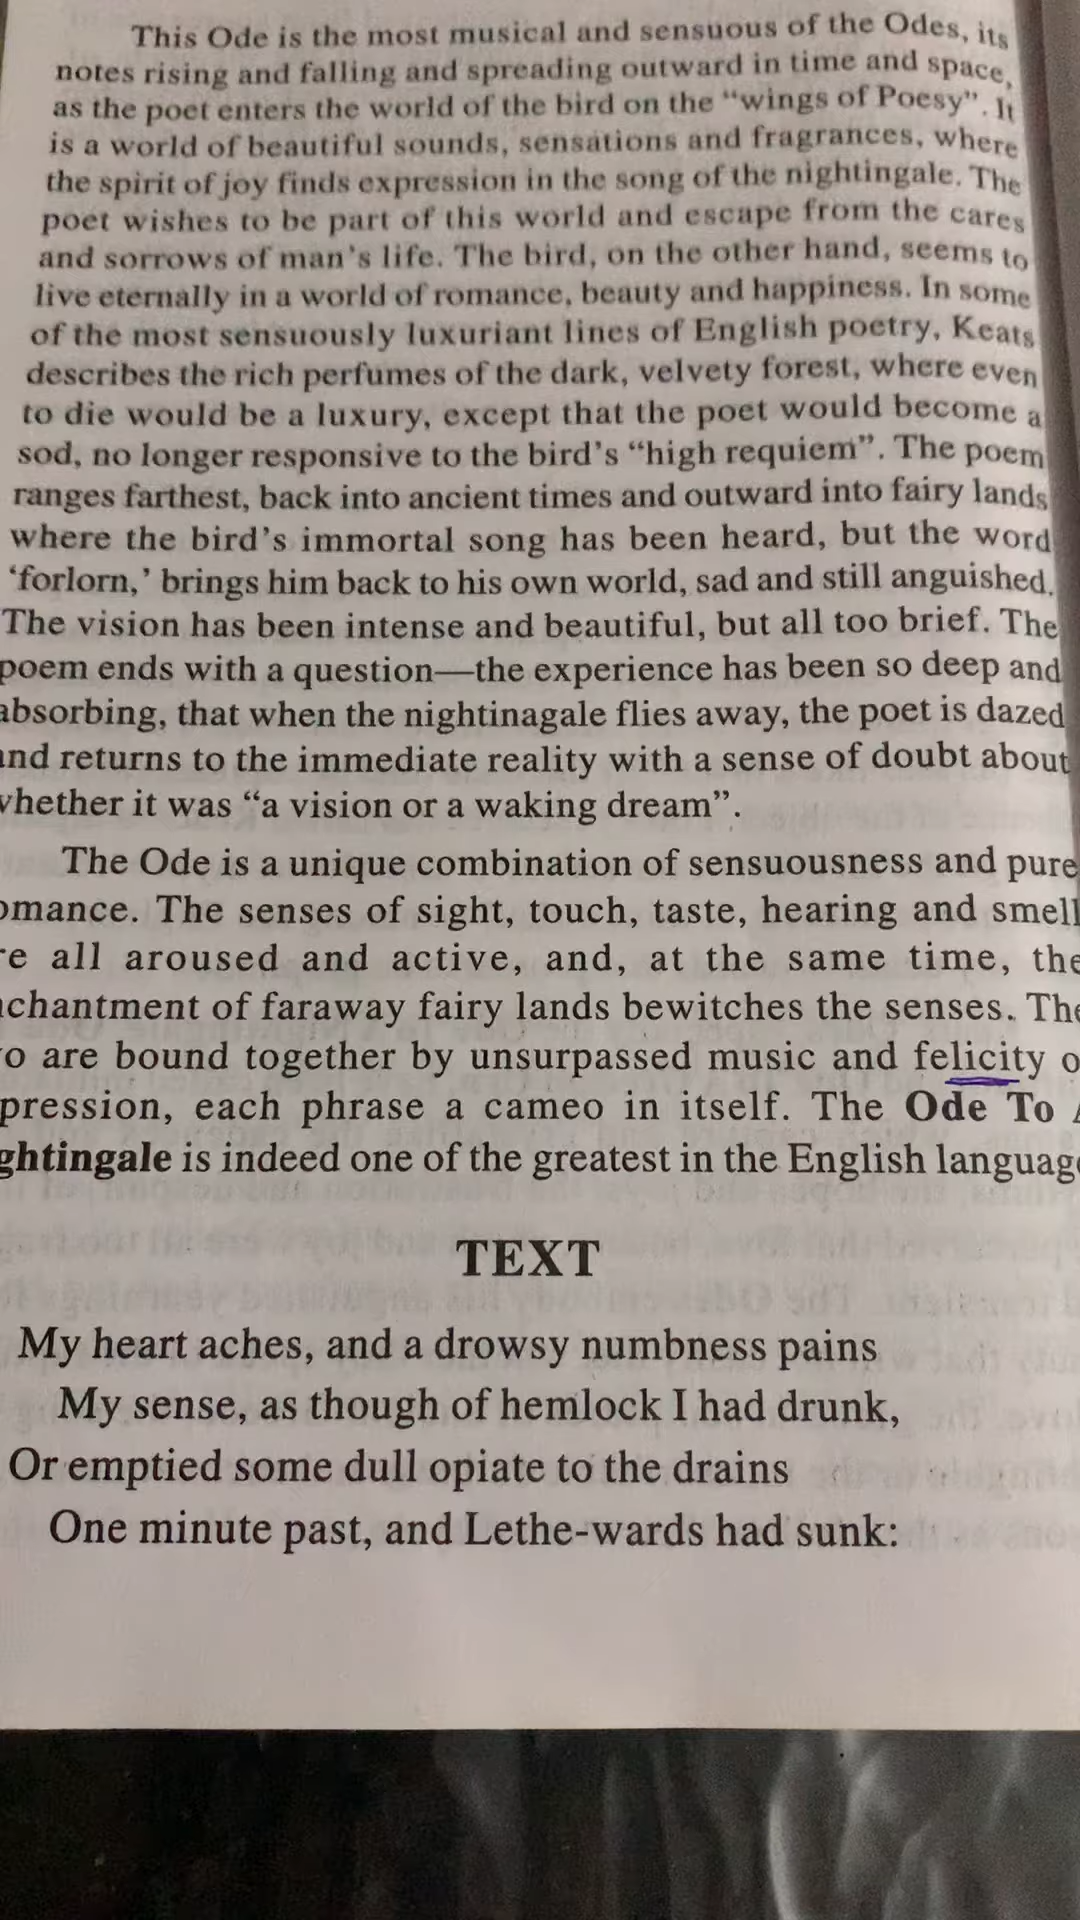 This Ode is the most musical and sensuous of the Odes, its
notes rising and falling and spreading outward in time and space,
as the poet enters the world of the bird on the “wings of Poesy”. It
is a world of beautiful sounds, sensations and fragrances, where
the spirit of joy finds expression in the song of the nightingale. The
poet wishes to be part of this world and escape from the cares
and sorrows of man’s life. The bird, on the other hand, seems to
live eternally in a world of romance, beauty and happiness. In some
of the most sensuously luxuriant lines of English poetry, Keats
describes the rich perfumes of the dark, velvety forest, where even
to die would be a luxury, except that the poet would become a
sod, no longer responsive to the bird’s “high requiem”. The poem
ranges farthest, back into ancient times and outward into fairy lands
where the bird’s immortal song has been heard, but the word
‘forlorn,’ brings him back to his own world, sad and still anguished.
The vision has been intense and beautiful, but all too brief. The
poem ends with a question—the experience has been so deep and
absorbing, that when the nightinagale flies away, the poet is dazed
and returns to the immediate reality with a sense of doubt about
whether it was “a vision or a waking dream”.
The Ode is a unique combination of sensuousness and pure
omance. The senses of sight, touch, taste, hearing and smell
re all aroused and active, and, at the same time, the
chantment of faraway fairy lands bewitches the senses. The
o are bound together by unsurpassed music and felicity o
pression, each phrase a cameo in itself. The Ode To A
ghtingale is indeed one of the greatest in the English language
TEXT
My heart aches, and a drowsy numbness pains
My sense, as though of hemlock I had drunk,
Or emptied some dull opiate to the drains
One minute past, and Lethe-wards had sunk: